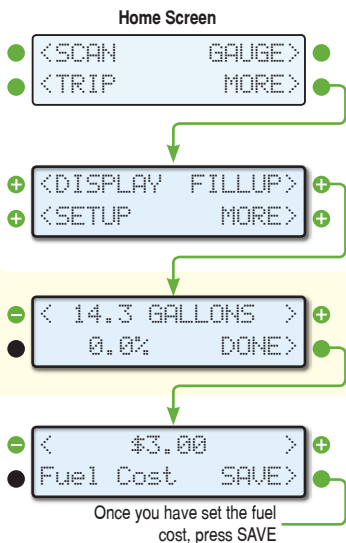 Home Screen
<SCAN GAUGE>
<TRIP MORE>
<DISPLAY FILLUP>
<SETUP MORE>
< 14.3 GALLONS >
0.0% DONE>
< $3.00 >
Fuel Cost SAVE>
Once you have set the fuel
cost, press SAVE